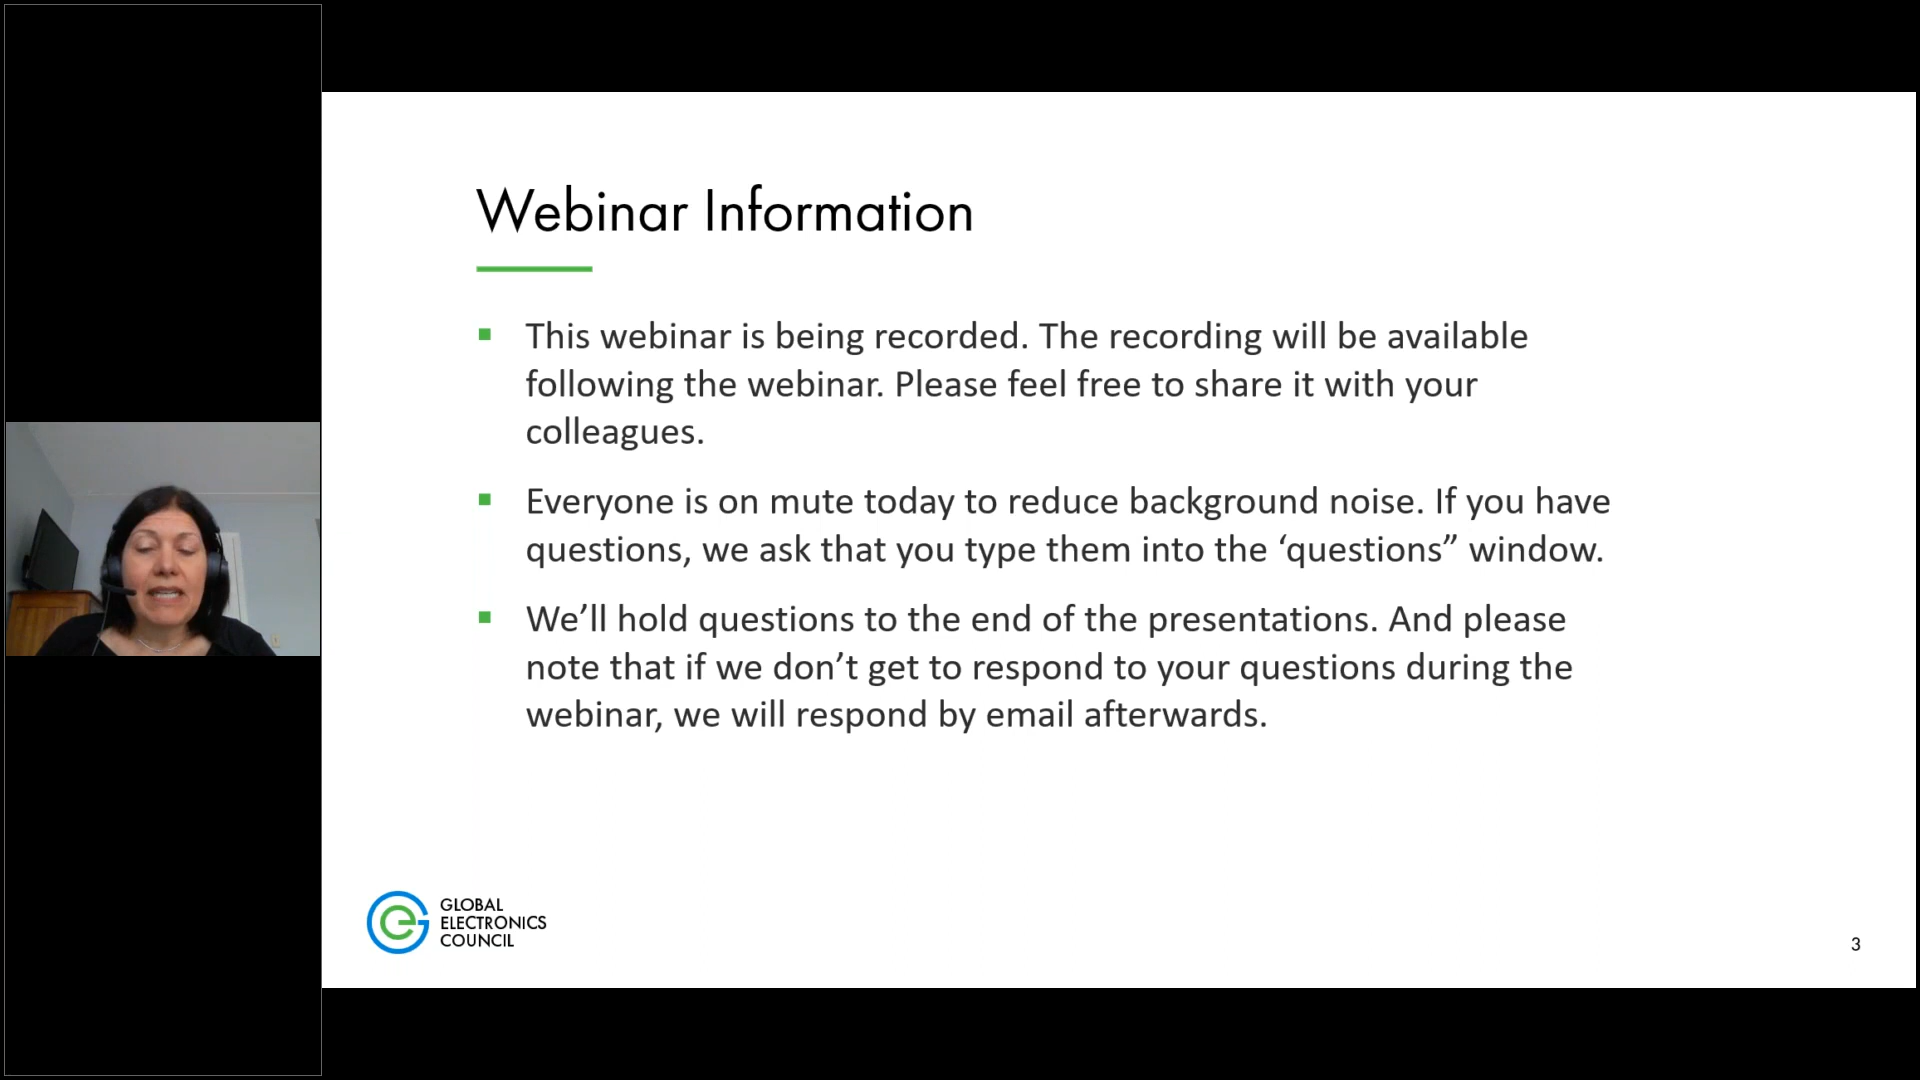 Webinar Information
This webinar is being recorded. The recording will be available
following the webinar. Please feel free to share it with your
colleagues.
Everyone is on mute today to reduce background noise. If you have
questions, we ask that you type them into the ‘questions” window.
We’ll hold questions to the end of the presentations. And please
note that if we don’t get to respond to your questions during the
webinar, we will respond by email afterwards.
GLOBAL
ELECTRONICS
COUNCIL
3